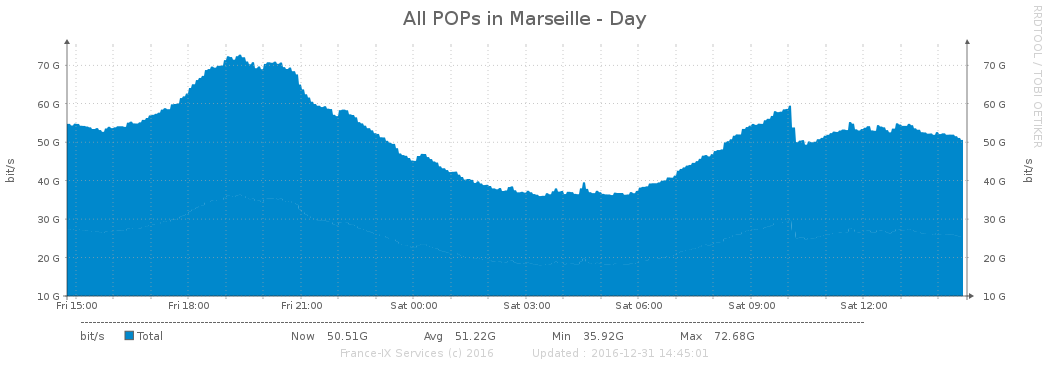 All POPs in Marseille - Day
RRDTOOL / TOBI OETIKER
bit/s
bit/s
70 G 70 G
60 G 60 G
50 G 50 G
40 G 40 G
30 G 30 G
20 G 20 G
10 G 10 G
Fri 15:00 Fri 18:00 Fri 21:00 Sat 00:00 Sat 03:00 Sat 06:00 Sat 09:00 Sat 12:00
bit/s Total Now 50.51G Avg 51.22G Min 35.92G Max 72.68G
France-IX Services (c) 2016 Updated : 2016-12-31 14:45:01